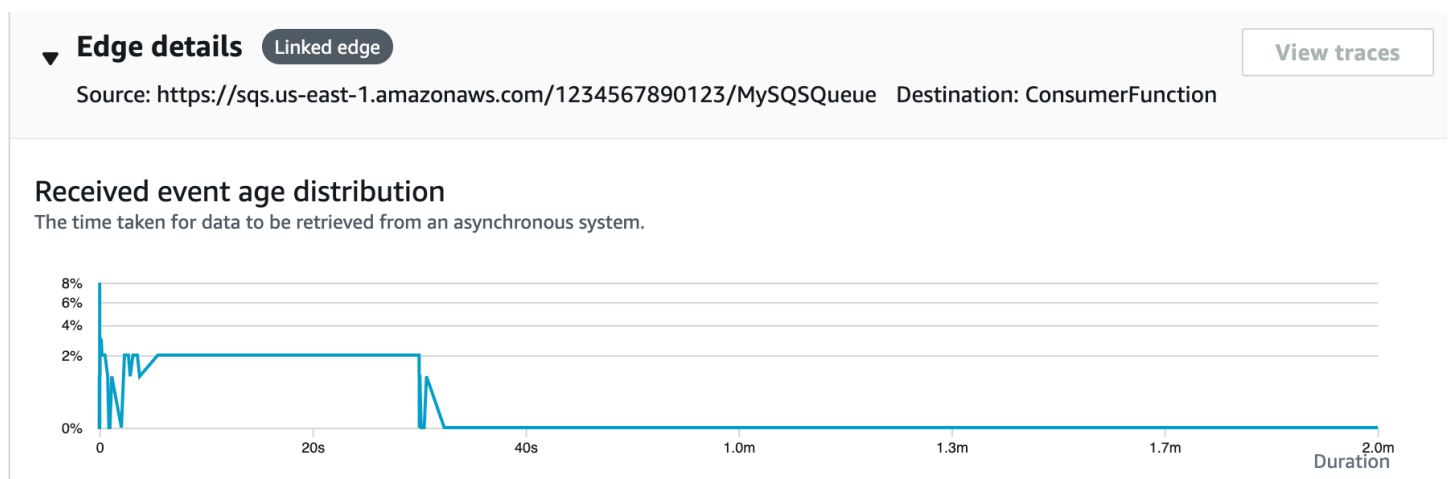 Edge details Linked edge
View traces
Source: https://sqs.us-east-1.amazonaws.com/1234567890123/MySQSQueue Destination: ConsumerFunction
Received event age distribution
The time taken for data to be retrieved from an asynchronous system.
8%
6%
4%
2%
0%
0 20s 40s 1.0m 1.3m 1.7m 2.0m
Duration